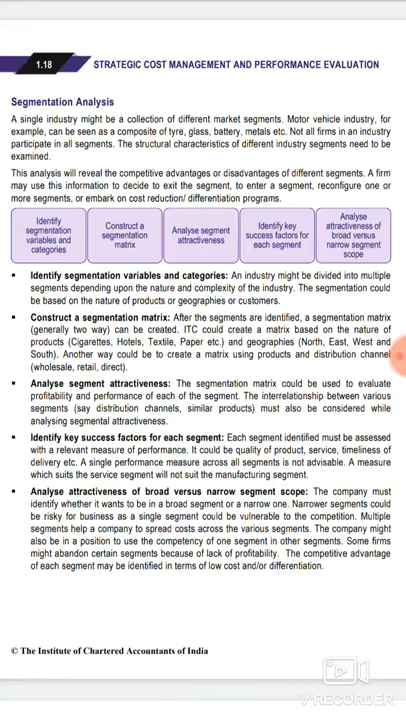 1.18 STRATEGIC COST MANAGEMENT AND PERFORMANCE EVALUATION
Segmentation Analysis
A single industry might be a collection of different market segments. Motor vehicle industry, for
example, can be seen as a composite of tyre, glass, battery, metals etc. Not all firms in an industry
participate in all segments. The structural characteristics of different industry segments need to be
examined.
This analysis will reveal the competitive advantages or disadvantages of different segments. A firm
may use this information to decide to exit the segment, to enter a segment, reconfigure one or
more segments, or embark on cost reduction/ differentiation programs.
Identify
segmentation
variables and
categories
Construct a
segmentation
matrix
Analyse segment
attractiveness
Identify key
success factors for
each segment
Analyse
attractiveness of
broad versus
narrow segment
scope
▪ Identify segmentation variables and categories: An industry might be divided into multiple
segments depending upon the nature and complexity of the industry. The segmentation could
be based on the nature of products or geographies or customers.
▪ Construct a segmentation matrix: After the segments are identified, a segmentation matrix
(generally two way) can be created. ITC could create a matrix based on the nature of
products (Cigarettes, Hotels, Textile, Paper etc.) and geographies (North, East, West and
South). Another way could be to create a matrix using products and distribution channel
(wholesale, retail, direct).
▪ Analyse segment attractiveness: The segmentation matrix could be used to evaluate
profitability and performance of each of the segment. The interrelationship between various
segments (say distribution channels, similar products) must also be considered while
analysing segmental attractiveness.
▪ Identify key success factors for each segment: Each segment identified must be assessed
with a relevant measure of performance. It could be quality of product, service, timeliness of
delivery etc. A single performance measure across all segments is not advisable. A measure
which suits the service segment will not suit the manufacturing segment.
▪ Analyse attractiveness of broad versus narrow segment scope: The company must
identify whether it wants to be in a broad segment or a narrow one. Narrower segments could
be risky for business as a single segment could be vulnerable to the competition. Multiple
segments help a company to spread costs across the various segments. The company might
also be in a position to use the competency of one segment in other segments. Some firms
might abandon certain segments because of lack of profitability. The competitive advantage
of each segment may be identified in terms of low cost and/or differentiation.
© The Institute of Chartered Accountants of India
V RECORDER